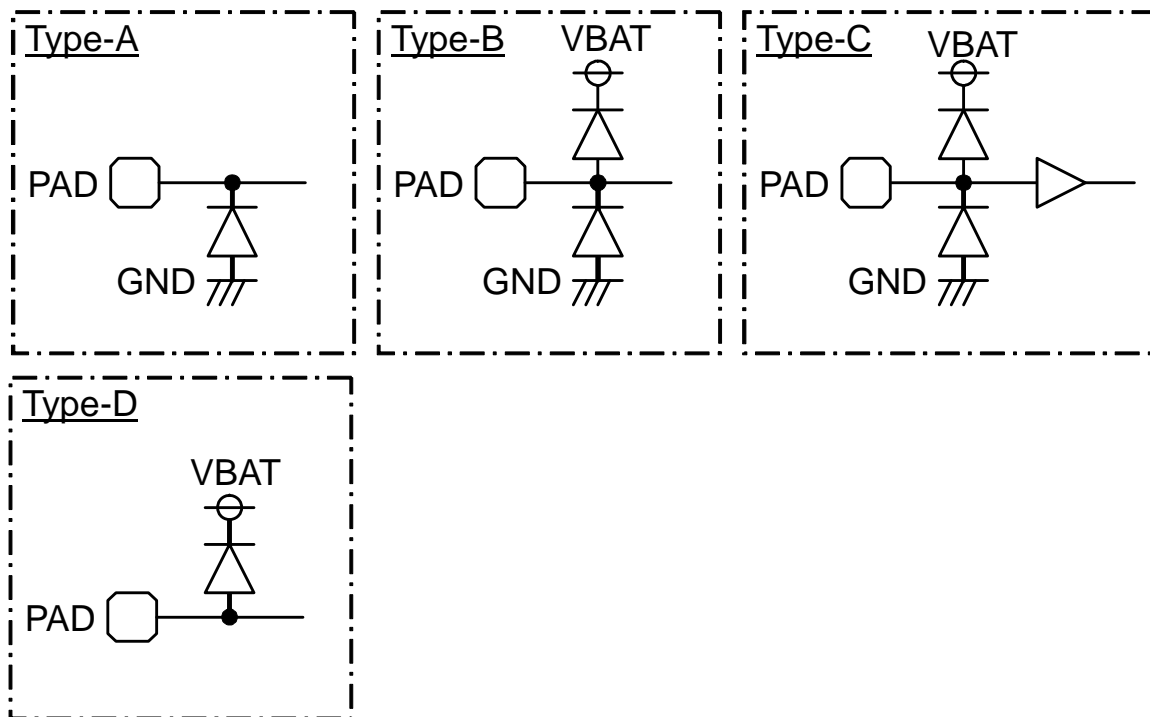 Type-A
PAD
GND
Type-B
VBAT
PAD
GND
Type-C
VBAT
PAD
GND
Type-D
VBAT
PAD